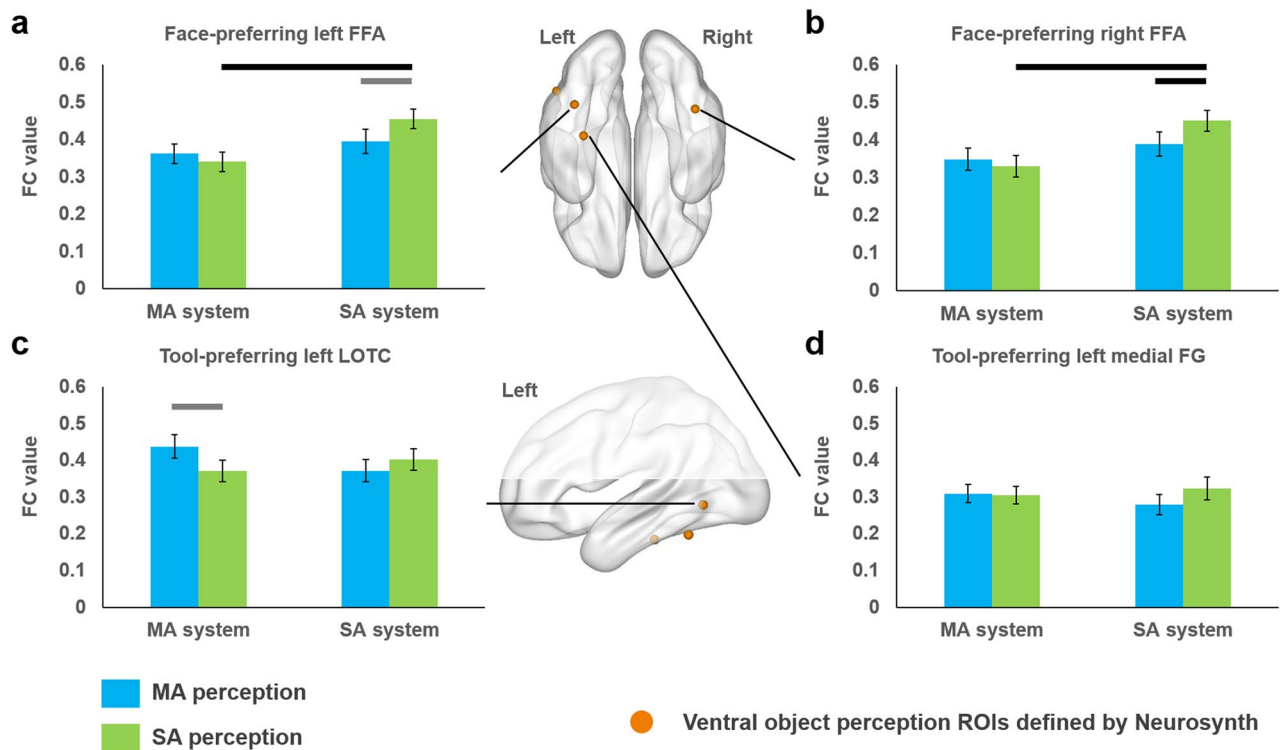 a
Face-preferring left FFA
FC value
0.6
0.5
0.4
0.3
0.2
0.1
0
MA system SA system
Left Right
b
Face-preferring right FFA
FC value
0.6
0.5
0.4
0.3
0.2
0.1
0
MA system SA system
c
Tool-preferring left LOTC
FC value
0.6
0.5
0.4
0.3
0.2
0.1
0
MA system SA system
Left
d
Tool-preferring left medial FG
FC value
0.6
0.5
0.4
0.3
0.2
0.1
0
MA system SA system
MA perception
SA perception
Ventral object perception ROIs defined by Neurosynth